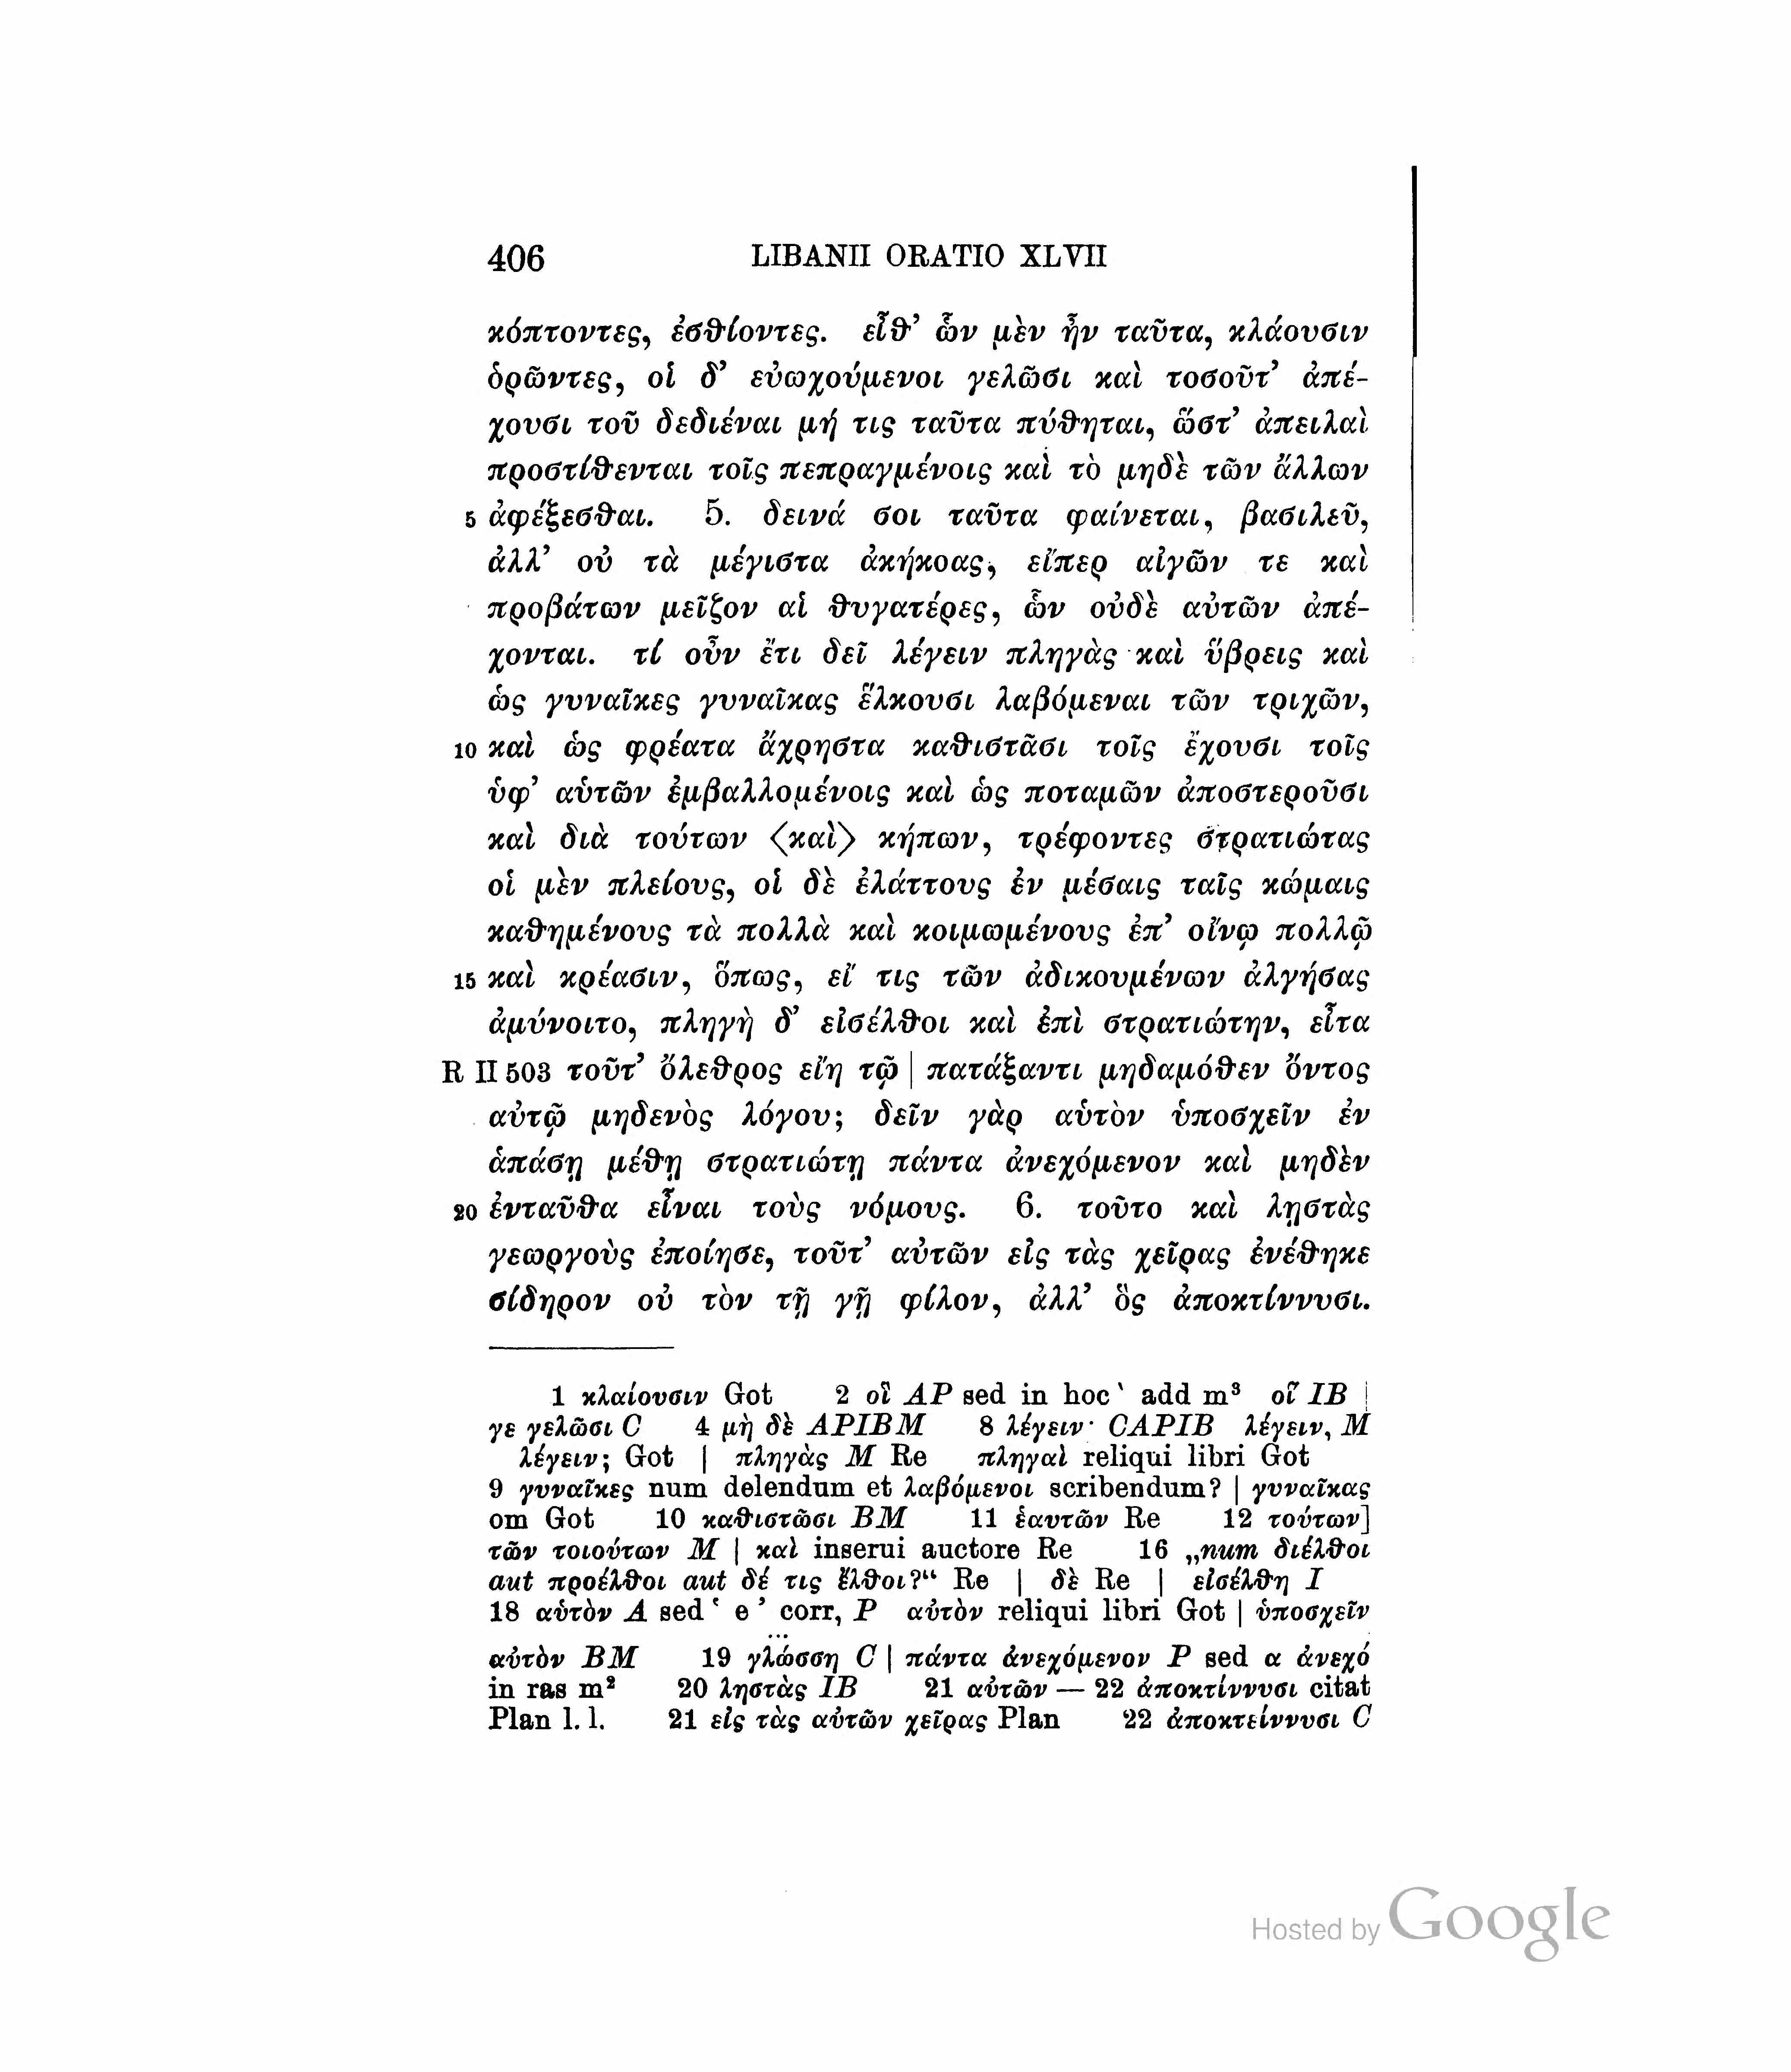 406 LIBANII ORATIO XLVII
κόπτοντες, ἐσθίοντες. εἶθ’ ὧν μὲν ἦν ταῦτα, κλάουσιν
ὁρῶντες, οἱ δ’ εὐωχούμενοι γελῶσι καὶ τοσοῦτ’ ἀπέ-
χουσι τοῦ δεδιέναι μή τις ταῦτα πύθηται, ὥστ’ ἀπειλαὶ
προστίθενται τοῖς πεπραγμένοις καὶ τὸ μηδὲ τῶν ἄλλων
5 ἀφέξεσθαι. 5. δεινά σοι ταῦτα φαίνεται, βασιλεῦ,
ἀλλ’ οὐ τὰ μέγιστα ἀκήκοας, εἴπερ αἰγῶν τε καὶ
προβάτων μεῖζον αἱ θυγατέρες, ὧν οὐδὲ αὐτῶν ἀπέ-
χονται. τί οὖν ἔτι δεῖ λέγειν πληγὰς καὶ ὕβρεις καὶ
ὡς γυναῖκες γυναῖκας ἕλκουσι λαβόμεναι τῶν τριχῶν,
10 καὶ ὡς φρέατα ἄχρηστα καθιστᾶσι τοῖς ἔχουσι τοῖς
ὑφ’ αὑτῶν ἐμβαλλομένοις καὶ ὡς ποταμῶν ἀποστεροῦσι
καὶ διὰ τούτων ⟨καὶ⟩ κήπων, τρέφοντες στρατιώτας
οἱ μὲν πλείους, οἱ δὲ ἐλάττους ἐν μέσαις ταῖς κώμαις
καθημένους τὰ πολλὰ καὶ κοιμωμένους ἐπ’ οἴνῳ πολλῷ
15 καὶ κρέασιν, ὅπως, εἴ τις τῶν ἀδικουμένων ἀλγήσας
ἀμύνοιτο, πληγὴ δ’ εἰσέλθοι καὶ ἐπὶ στρατιώτην, εἶτα
R II 503 τοῦτ’ ὄλεθρος εἴη τῷ | πατάξαντι μηδαμόθεν ὄντος
αὐτῷ μηδενὸς λόγου; δεῖν γὰρ αὑτὸν ὑποσχεῖν ἐν
ἁπάσῃ μέθῃ στρατιώτῃ πάντα ἀνεχόμενον καὶ μηδὲν
20 ἐνταῦθα εἶναι τοὺς νόμους. 6. τοῦτο καὶ λῃστὰς
γεωργοὺς ἐποίησε, τοῦτ’ αὐτῶν εἰς τὰς χεῖρας ἐνέθηκε
σίδηρον οὐ τὸν τῇ γῇ φίλον, ἀλλ’ ὃς ἀποκτίννυσι.
1 κλαίουσιν Got 2 οἳ AP sed in hoc ‵ add m³ οἵ IB |
γε γελῶσι C 4 μὴ δὲ APIBM 8 λέγειν· CAPIB λέγειν, M
λέγειν; Got | πληγὰς M Re πληγαὶ reliqui libri Got
9 γυναῖκες num delendum et λαβόμενοι scribendum? | γυναῖκας
om Got 10 καθιστῶσι BM 11 ἑαυτῶν Re 12 τούτων]
τῶν τοιούτων M | καὶ inserui auctore Re 16 „num διέλθοι
aut προέλθοι aut δέ τις ἔλθοι?“ Re | δὲ Re | εἰσέλθη I
18 αὑτὸν A sed ‛ e ’ corr, P αὐτὸν reliqui libri Got | ὑποσχεῖν
αὐτὸν BM 19 γλώσση C | πάντα ἀνεχόμενον P sed α ἀνεχό
in ras m² 20 ληστὰς IB 21 αὐτῶν — 22 ἀποκτίννυσι citat
Plan l. l. 21 εἰς τὰς αὐτῶν χεῖρας Plan 22 ἀποκτείννυσι C
Hosted by Google